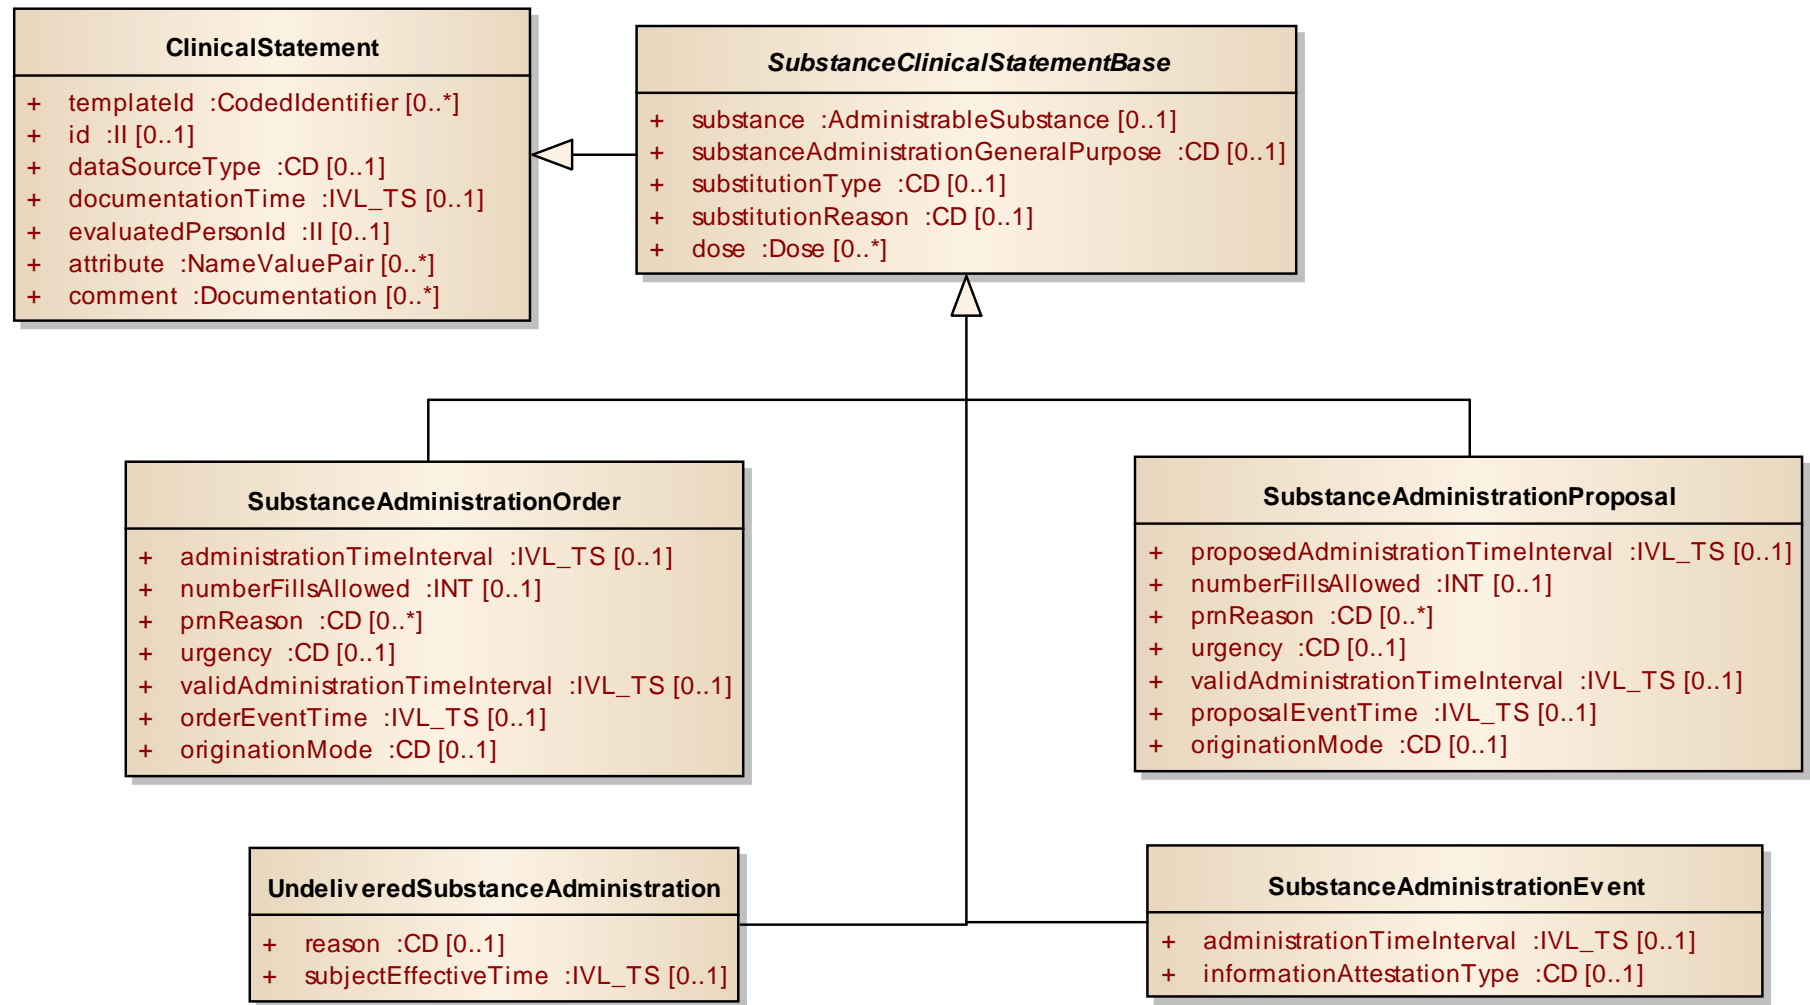 ClinicalStatement
+ templateId :CodedIdentifier [0..*]
+ id :II [0..1]
+ dataSourceType :CD [0..1]
+ documentationTime :IVL_TS [0..1]
+ evaluatedPersonId :II [0..1]
+ attribute :NameValuePair [0..*]
+ comment :Documentation [0..*]
SubstanceClinicalStatementBase
+ substance :AdministrableSubstance [0..1]
+ substanceAdministrationGeneralPurpose :CD [0..1]
+ substitutionType :CD [0..1]
+ substitutionReason :CD [0..1]
+ dose :Dose [0..*]
SubstanceAdministrationOrder
+ administrationTimeInterval :IVL_TS [0..1]
+ numberFillsAllowed :INT [0..1]
+ prnReason :CD [0..*]
+ urgency :CD [0..1]
+ validAdministrationTimeInterval :IVL_TS [0..1]
+ orderEventTime :IVL_TS [0..1]
+ originationMode :CD [0..1]
SubstanceAdministrationProposal
+ proposedAdministrationTimeInterval :IVL_TS [0..1]
+ numberFillsAllowed :INT [0..1]
+ prnReason :CD [0..*]
+ urgency :CD [0..1]
+ validAdministrationTimeInterval :IVL_TS [0..1]
+ proposalEventTime :IVL_TS [0..1]
+ originationMode :CD [0..1]
UndeliveredSubstanceAdministration
+ reason :CD [0..1]
+ subjectEffectiveTime :IVL_TS [0..1]
SubstanceAdministrationEvent
+ administrationTimeInterval :IVL_TS [0..1]
+ informationAttestationType :CD [0..1]